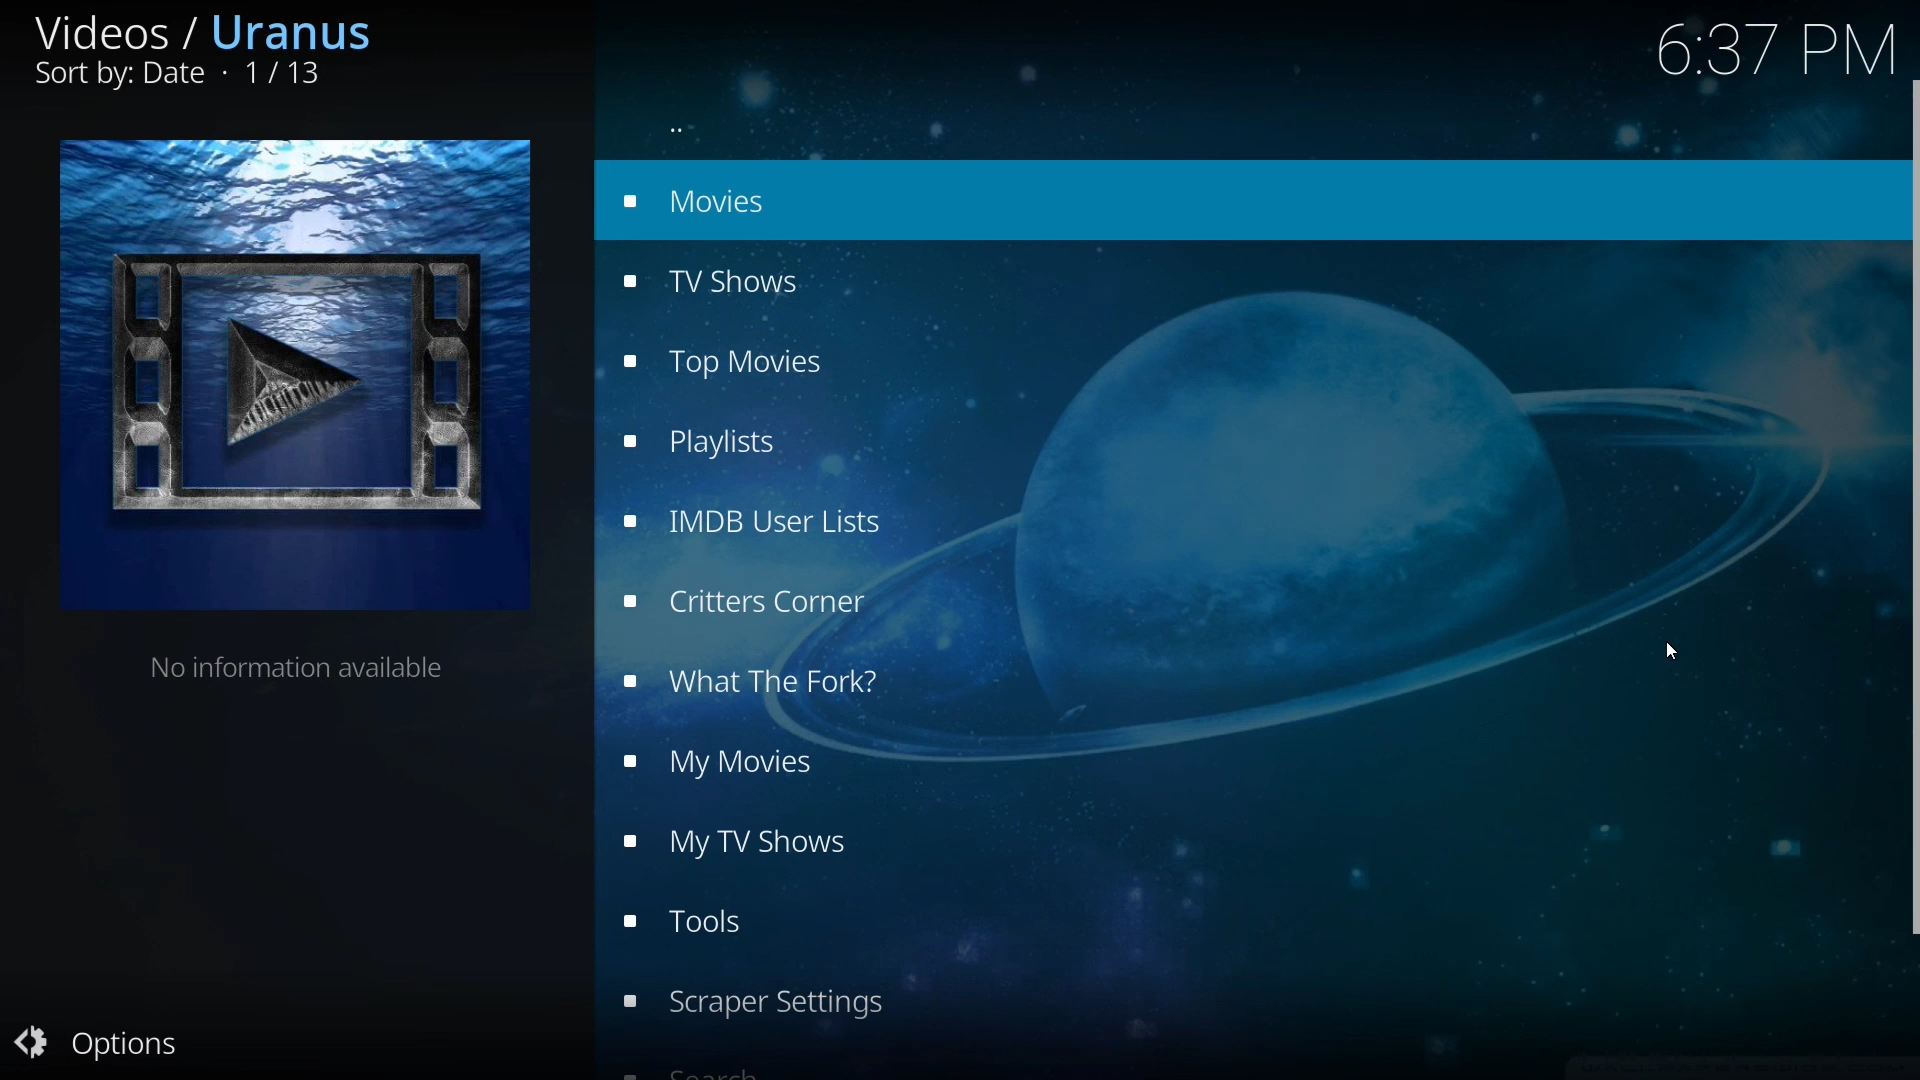 Videos / Uranus
Sort by: Date · 1 / 13
6:37 PM
..
Movies
TV Shows
Top Movies
Playlists
IMDB User Lists
Critters Corner
What The Fork?
My Movies
My TV Shows
Tools
Scraper Settings
Search
No information available
Options